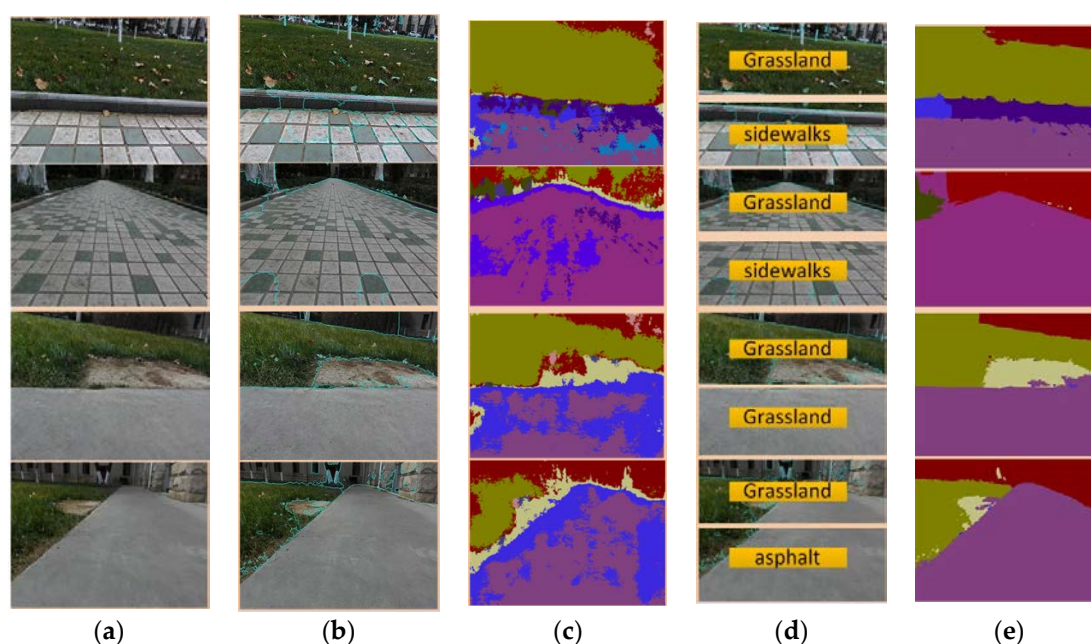 Grassland
sidewalks
Grassland
sidewalks
Grassland
Grassland
Grassland
asphalt
(a) (b) (c) (d) (e)